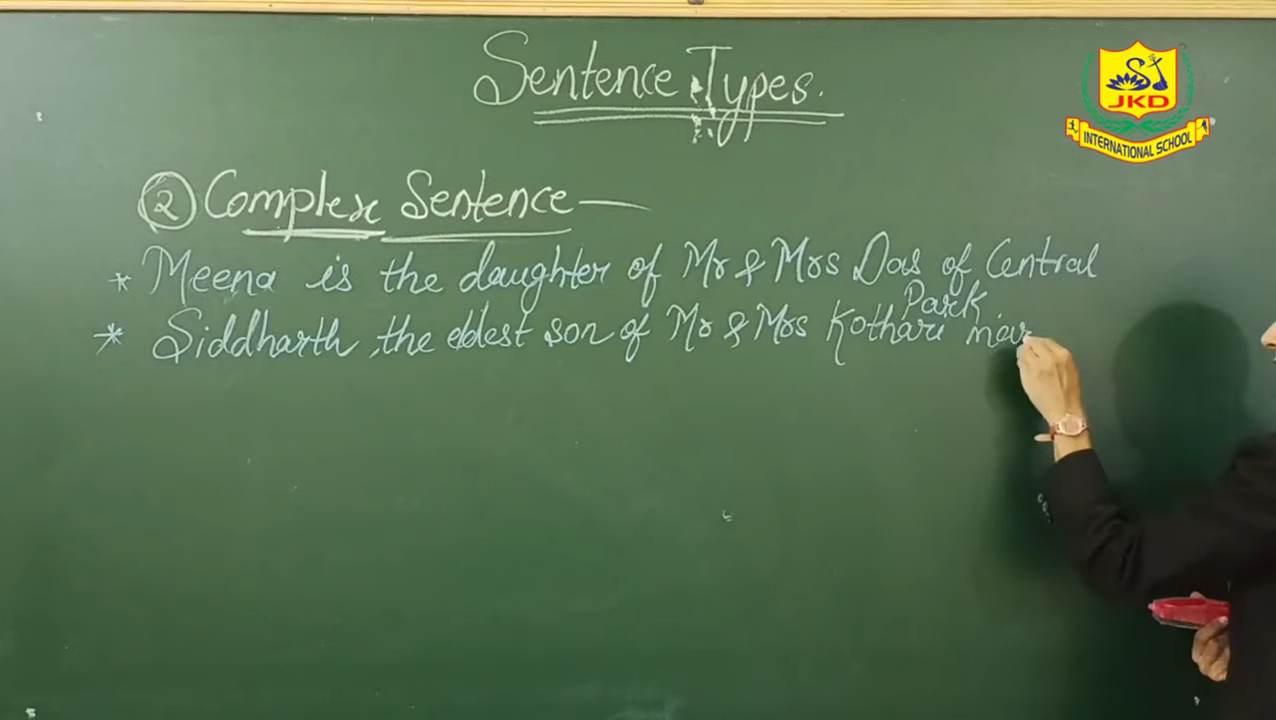 Sentence Types.
② Complex Sentence —
* Meena is the daughter of Mr & Mrs Das of Central
Park.
* Siddharth, the eldest son of Mr & Mrs Kothari mar
JKD
INTERNATIONAL SCHOOL